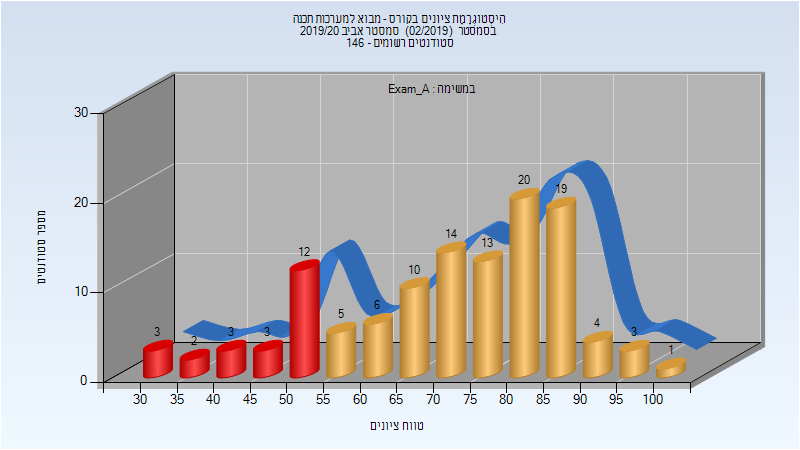 הִיסְטוֹגְרָמַת ציונים בקורס - מבוא למערכות תכנה
בסמסטר (02/2019) סמסטר אביב 2019/20
סטודנטים רשומים - 146
במשימה : Exam_A
מספר סטודנטים
30
20
10
0
3
2
3
3
12
5
6
10
14
13
20
19
4
3
1
30 35 40 45 50 55 60 65 70 75 80 85 90 95 100
טווח ציונים